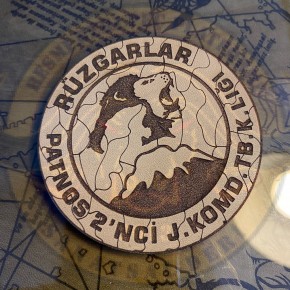 RÜZGARLAR
PATNOS 2'NCİ J.KOMD.TB.K.LIĞI